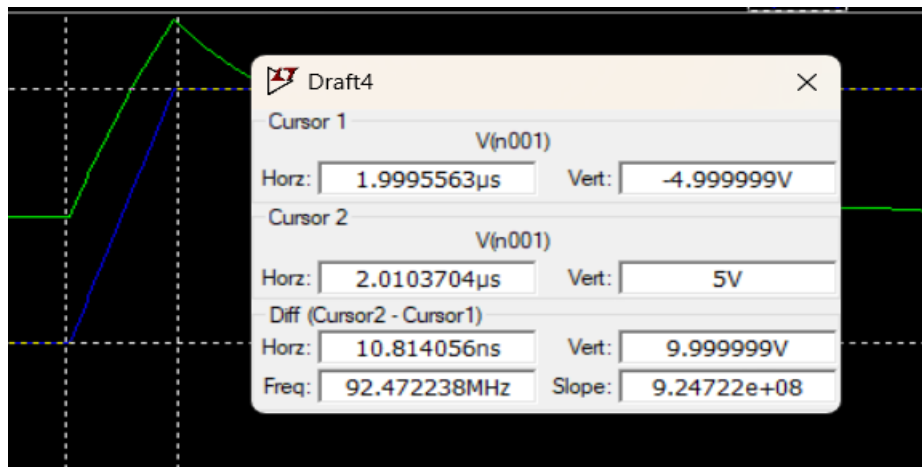 Draft4
Cursor 1
V(n001)
Horz: 1.9995563µs Vert: -4.999999V
Cursor 2
V(n001)
Horz: 2.0103704µs Vert: 5V
Diff (Cursor2 - Cursor1)
Horz: 10.814056ns Vert: 9.999999V
Freq: 92.472238MHz Slope: 9.24722e+08